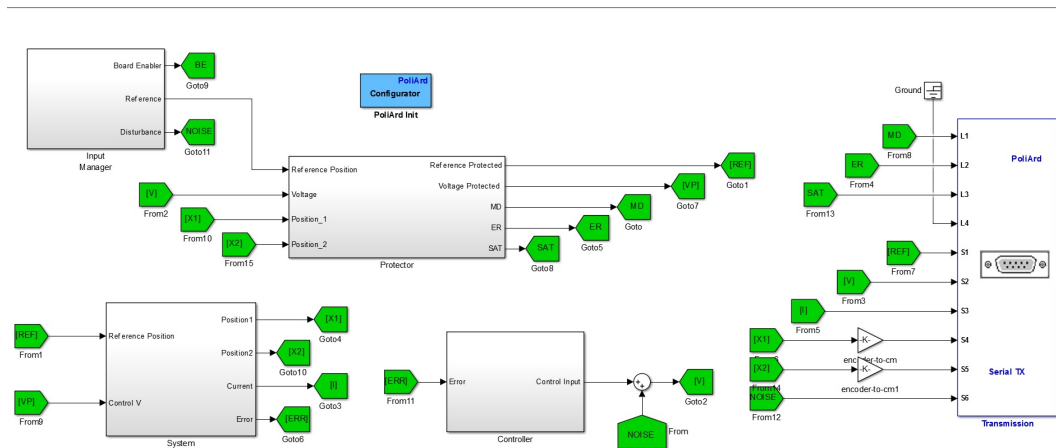 Board Enabler
BE
Goto9
Reference
Disturbance
NOISE
Goto11
Input
Manager
PoliArd
Configurator
PoliArd Init
Reference Position
Voltage
Position_1
Position_2
Reference Protected
Voltage Protected
MD
ER
SAT
Protector
[V]
From2
[X1]
From10
[X2]
From15
[REF]
Goto1
[VP]
Goto7
MD
Goto
ER
Goto5
SAT
Goto8
Ground
MD
From8
ER
From4
SAT
From13
[REF]
From7
[V]
From3
[I]
From5
[X1]
-K-
encoder-to-cm
[X2]
From14
-K-
encoder-to-cm1
NOISE
From12
L1
L2
L3
L4
S1
S2
S3
S4
S5
S6
PoliArd
Serial TX
Transmission
[REF]
From1
[VP]
From9
Reference Position
Control V
Position1
Position2
Current
Error
System
[X1]
Goto4
[X2]
Goto10
[I]
Goto3
[ERR]
Goto6
[ERR]
From11
Error
Control Input
Controller
++
[V]
Goto2
NOISE
From